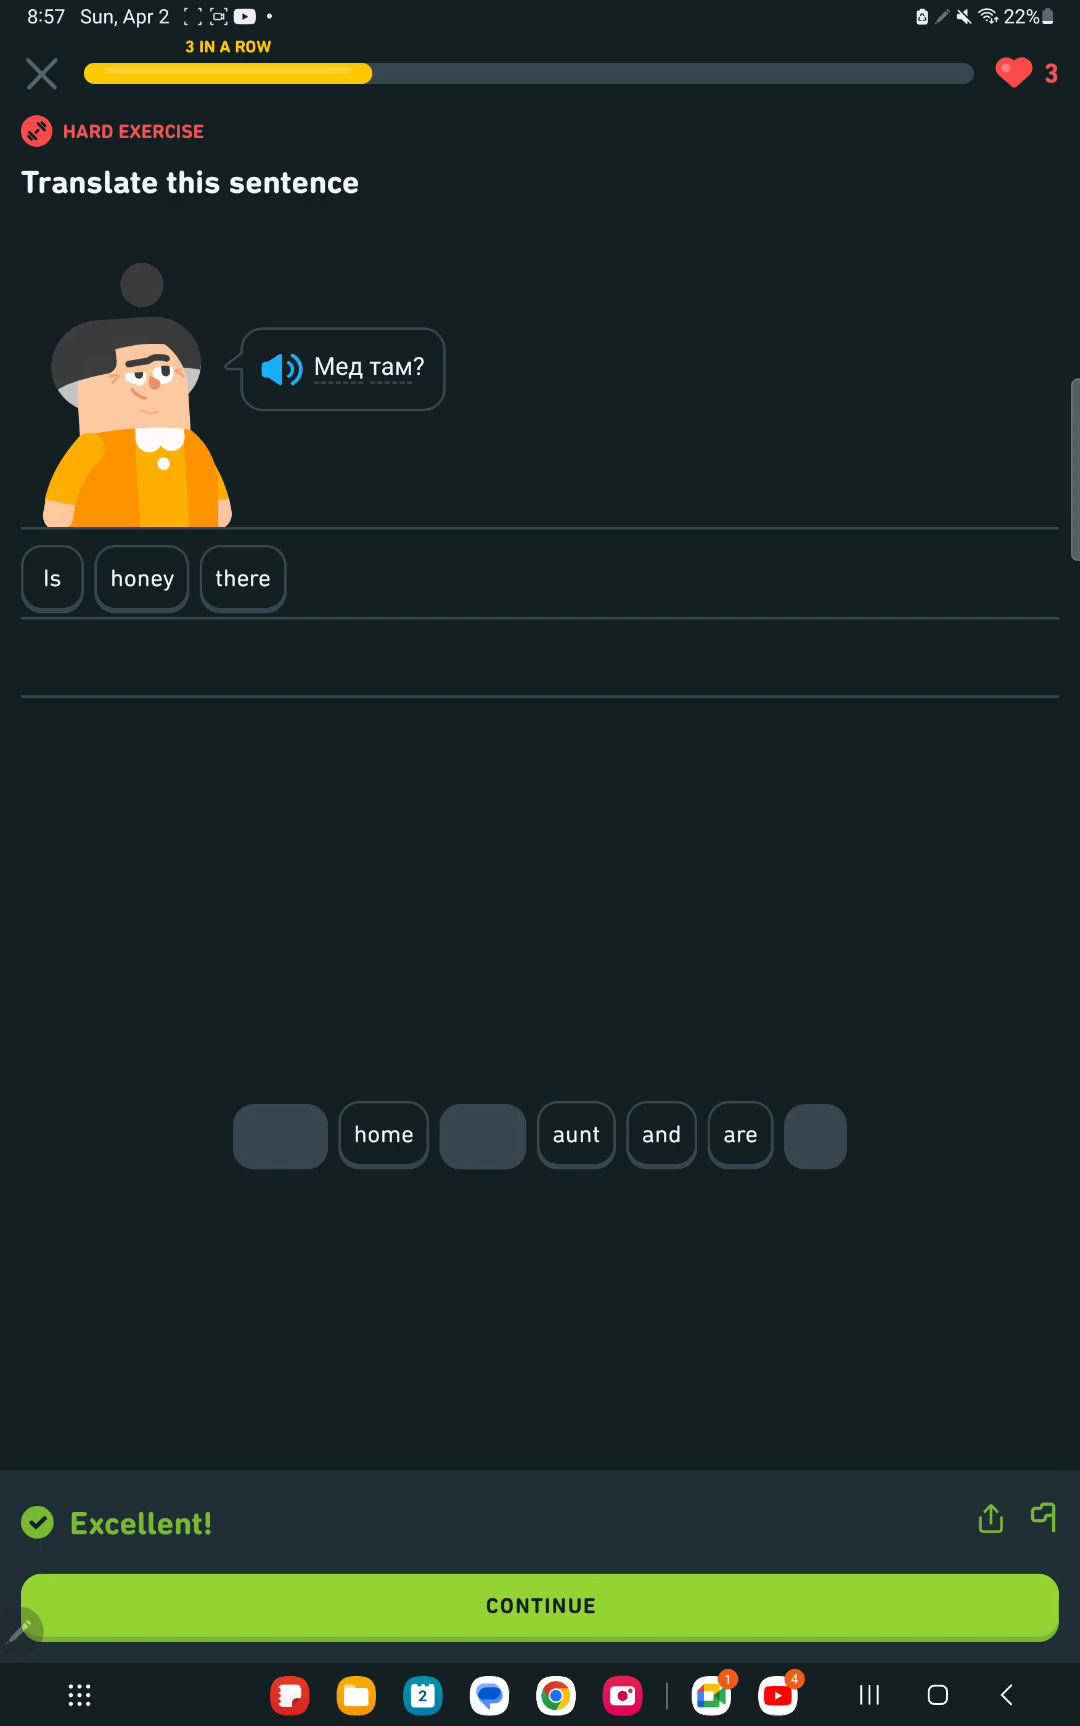 8:57 Sun, Apr 2 22%
3 IN A ROW
3
HARD EXERCISE
Translate this sentence
Мед там?
Is honey there
home aunt and are
Excellent!
CONTINUE
2 1 4